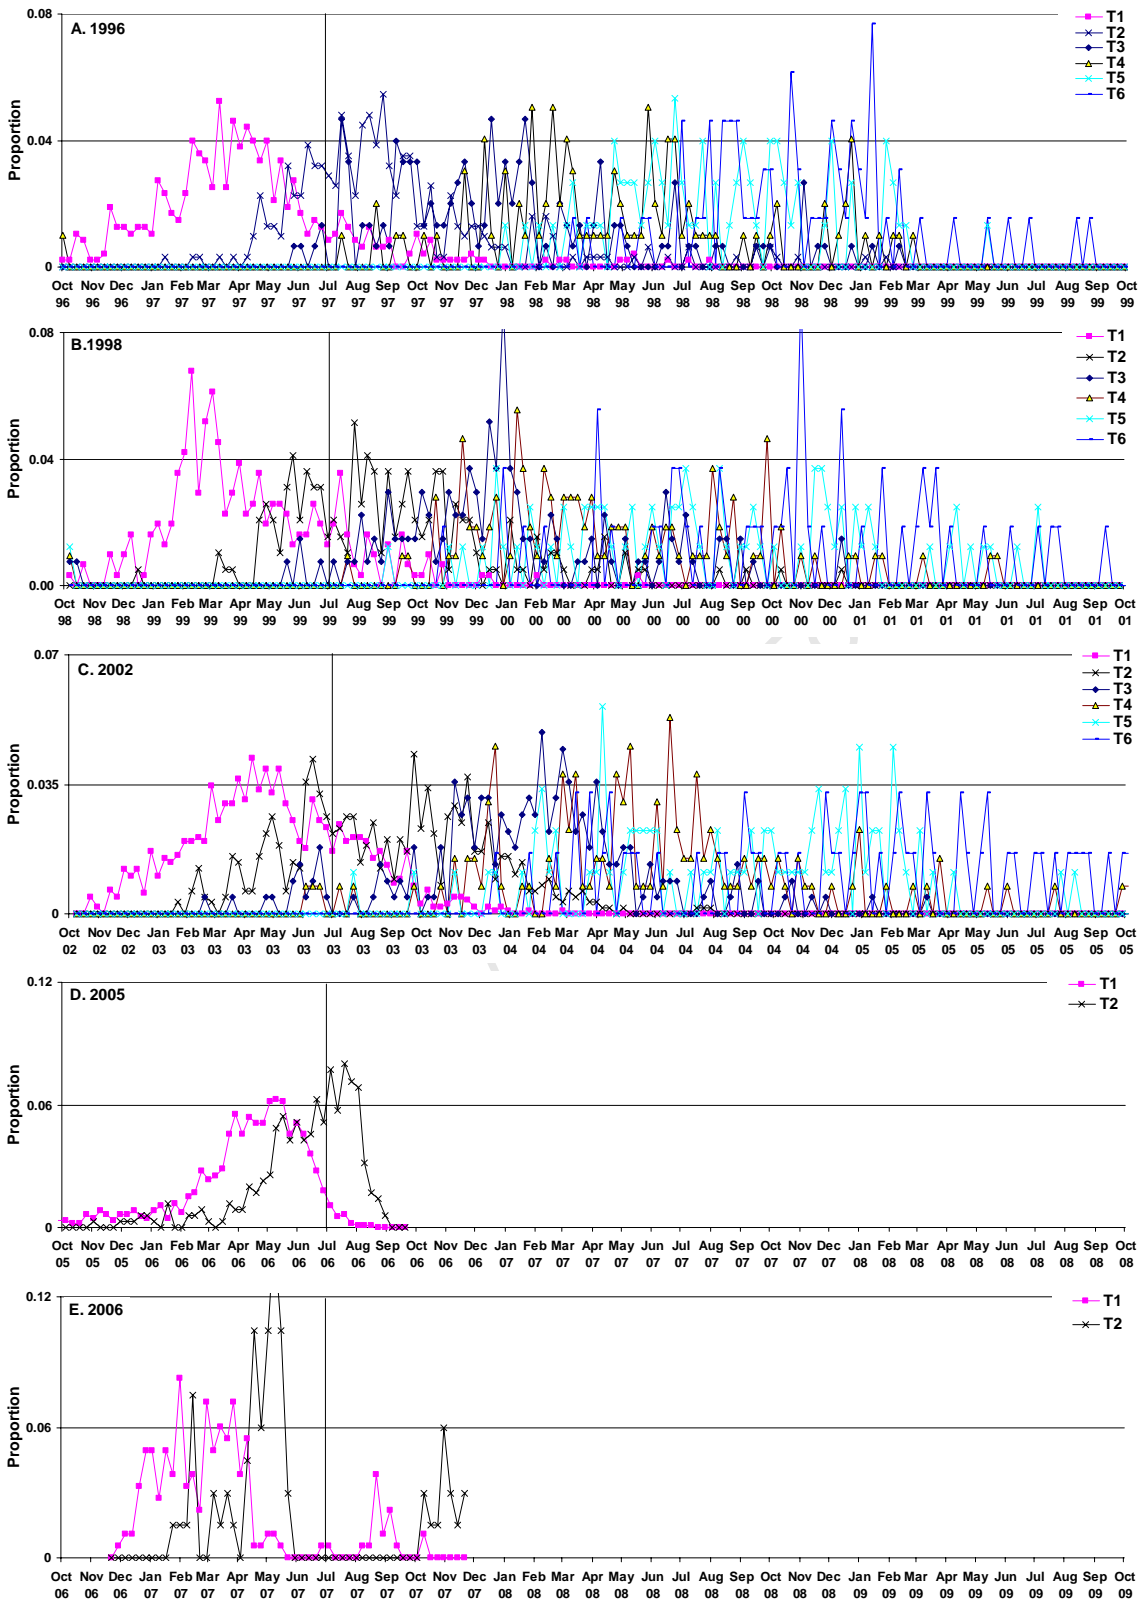 A. 1996
T1
T2
T3
T4
T5
T6
0.08
0.04
0
Proportion
Oct Nov Dec Jan Feb Mar Apr May Jun Jul Aug Sep Oct Nov Dec Jan Feb Mar Apr May Jun Jul Aug Sep Oct Nov Dec Jan Feb Mar Apr May Jun Jul Aug Sep Oct
96 96 96 97 97 97 97 97 97 97 97 97 97 97 97 98 98 98 98 98 98 98 98 98 98 98 98 99 99 99 99 99 99 99 99 99 99
B.1998
T1
T2
T3
T4
T5
T6
0.08
0.04
0.00
Proportion
Oct Nov Dec Jan Feb Mar Apr May Jun Jul Aug Sep Oct Nov Dec Jan Feb Mar Apr May Jun Jul Aug Sep Oct Nov Dec Jan Feb Mar Apr May Jun Jul Aug Sep Oct
98 98 98 99 99 99 99 99 99 99 99 99 99 99 99 00 00 00 00 00 00 00 00 00 00 00 00 01 01 01 01 01 01 01 01 01 01
C. 2002
T1
T2
T3
T4
T5
T6
0.07
0.035
0
Proportion
Oct Nov Dec Jan Feb Mar Apr May Jun Jul Aug Sep Oct Nov Dec Jan Feb Mar Apr May Jun Jul Aug Sep Oct Nov Dec Jan Feb Mar Apr May Jun Jul Aug Sep Oct
02 02 02 03 03 03 03 03 03 03 03 03 03 03 03 04 04 04 04 04 04 04 04 04 04 04 04 05 05 05 05 05 05 05 05 05 05
D. 2005
T1
T2
0.12
0.06
0
Proportion
Oct Nov Dec Jan Feb Mar Apr May Jun Jul Aug Sep Oct Nov Dec Jan Feb Mar Apr May Jun Jul Aug Sep Oct Nov Dec Jan Feb Mar Apr May Jun Jul Aug Sep Oct
05 05 05 06 06 06 06 06 06 06 06 06 06 06 06 07 07 07 07 07 07 07 07 07 07 07 07 08 08 08 08 08 08 08 08 08 08
E. 2006
T1
T2
0.12
0.06
0
Proportion
Oct Nov Dec Jan Feb Mar Apr May Jun Jul Aug Sep Oct Nov Dec Jan Feb Mar Apr May Jun Jul Aug Sep Oct Nov Dec Jan Feb Mar Apr May Jun Jul Aug Sep Oct
06 06 06 07 07 07 07 07 07 07 07 07 07 07 07 08 08 08 08 08 08 08 08 08 08 08 08 09 09 09 09 09 09 09 09 09 09